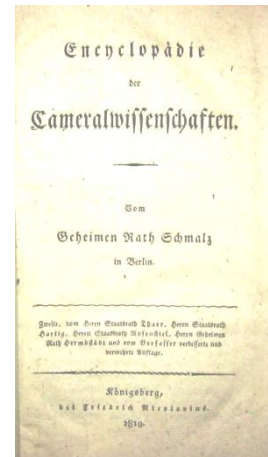 Encyclopädie
der
Cameralwissenschaften.
Vom
Geheimen Rath Schmalz
in Berlin.
Zweite, vom Herrn Staatsrath Thaer, Herrn Staatsrath
Hartig, Herrn Staatsrath Rosenstiel, Herrn Geheimen
Rath Hermbstädt und vom Verfasser verbesserte und
vermehrte Auflage.
Königsberg,
bei Friedrich Nicolovius.
1819.